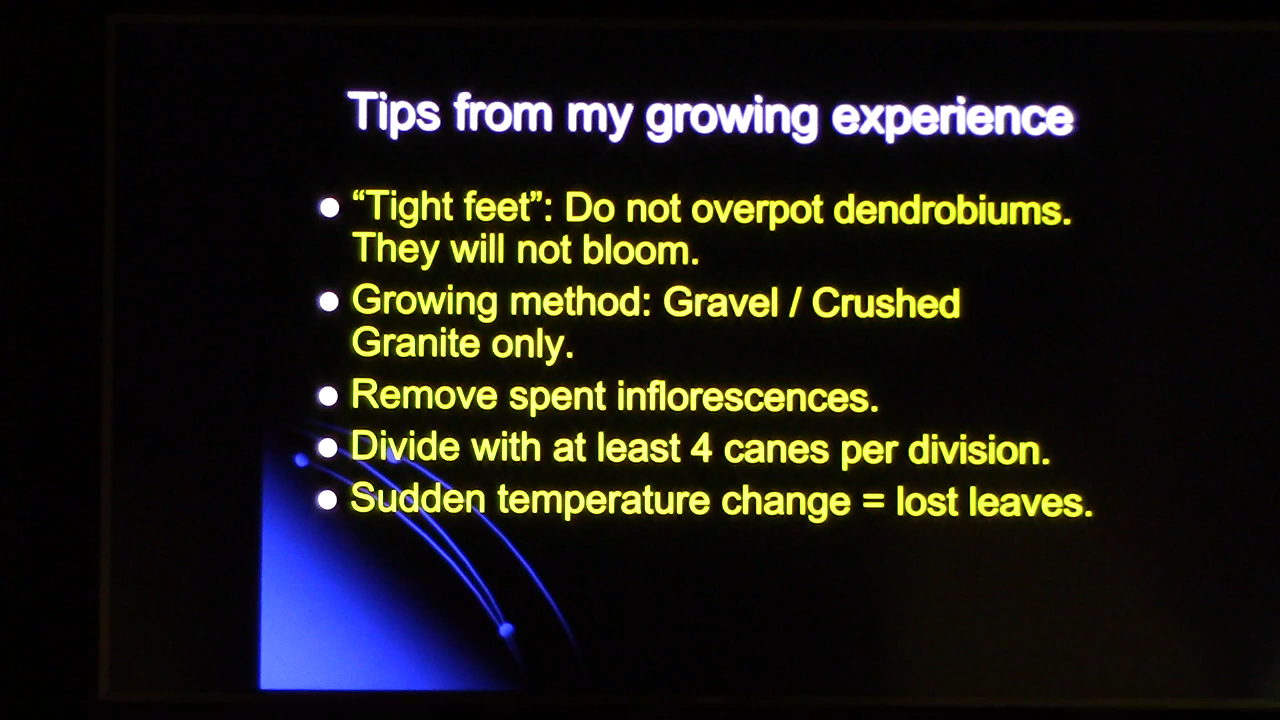 Tips from my growing experience
• “Tight feet”: Do not overpot dendrobiums.
They will not bloom.
• Growing method: Gravel / Crushed
Granite only.
• Remove spent inflorescences.
• Divide with at least 4 canes per division.
• Sudden temperature change = lost leaves.